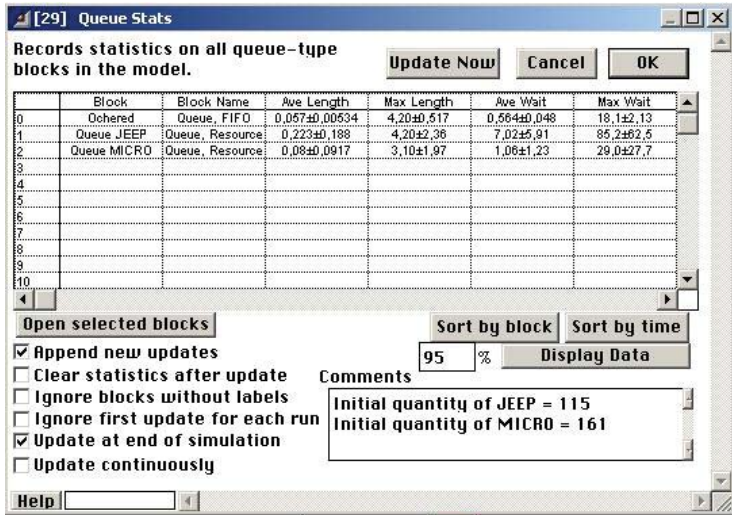 [29] Queue Stats
Records statistics on all queue-type
blocks in the model.
Update Now Cancel OK
Block Block Name Ave Length Max Length Ave Wait Max Wait
0 Ochered Queue, FIFO 0,057±0,00534 4,20±0,517 0,564±0,048 18,1±2,13
1 Queue JEEP Queue, Resource 0,223±0,188 4,20±2,36 7,02±5,91 85,2±62,5
2 Queue MICRO Queue, Resource 0,08±0,0917 3,10±1,97 1,06±1,23 29,0±27,7
3
4
5
6
7
8
9
10
Open selected blocks Sort by block Sort by time
Append new updates 95 % Display Data
Clear statistics after update Comments
Ignore blocks without labels Initial quantity of JEEP = 115
Ignore first update for each run Initial quantity of MICRO = 161
Update at end of simulation
Update continuously
Help